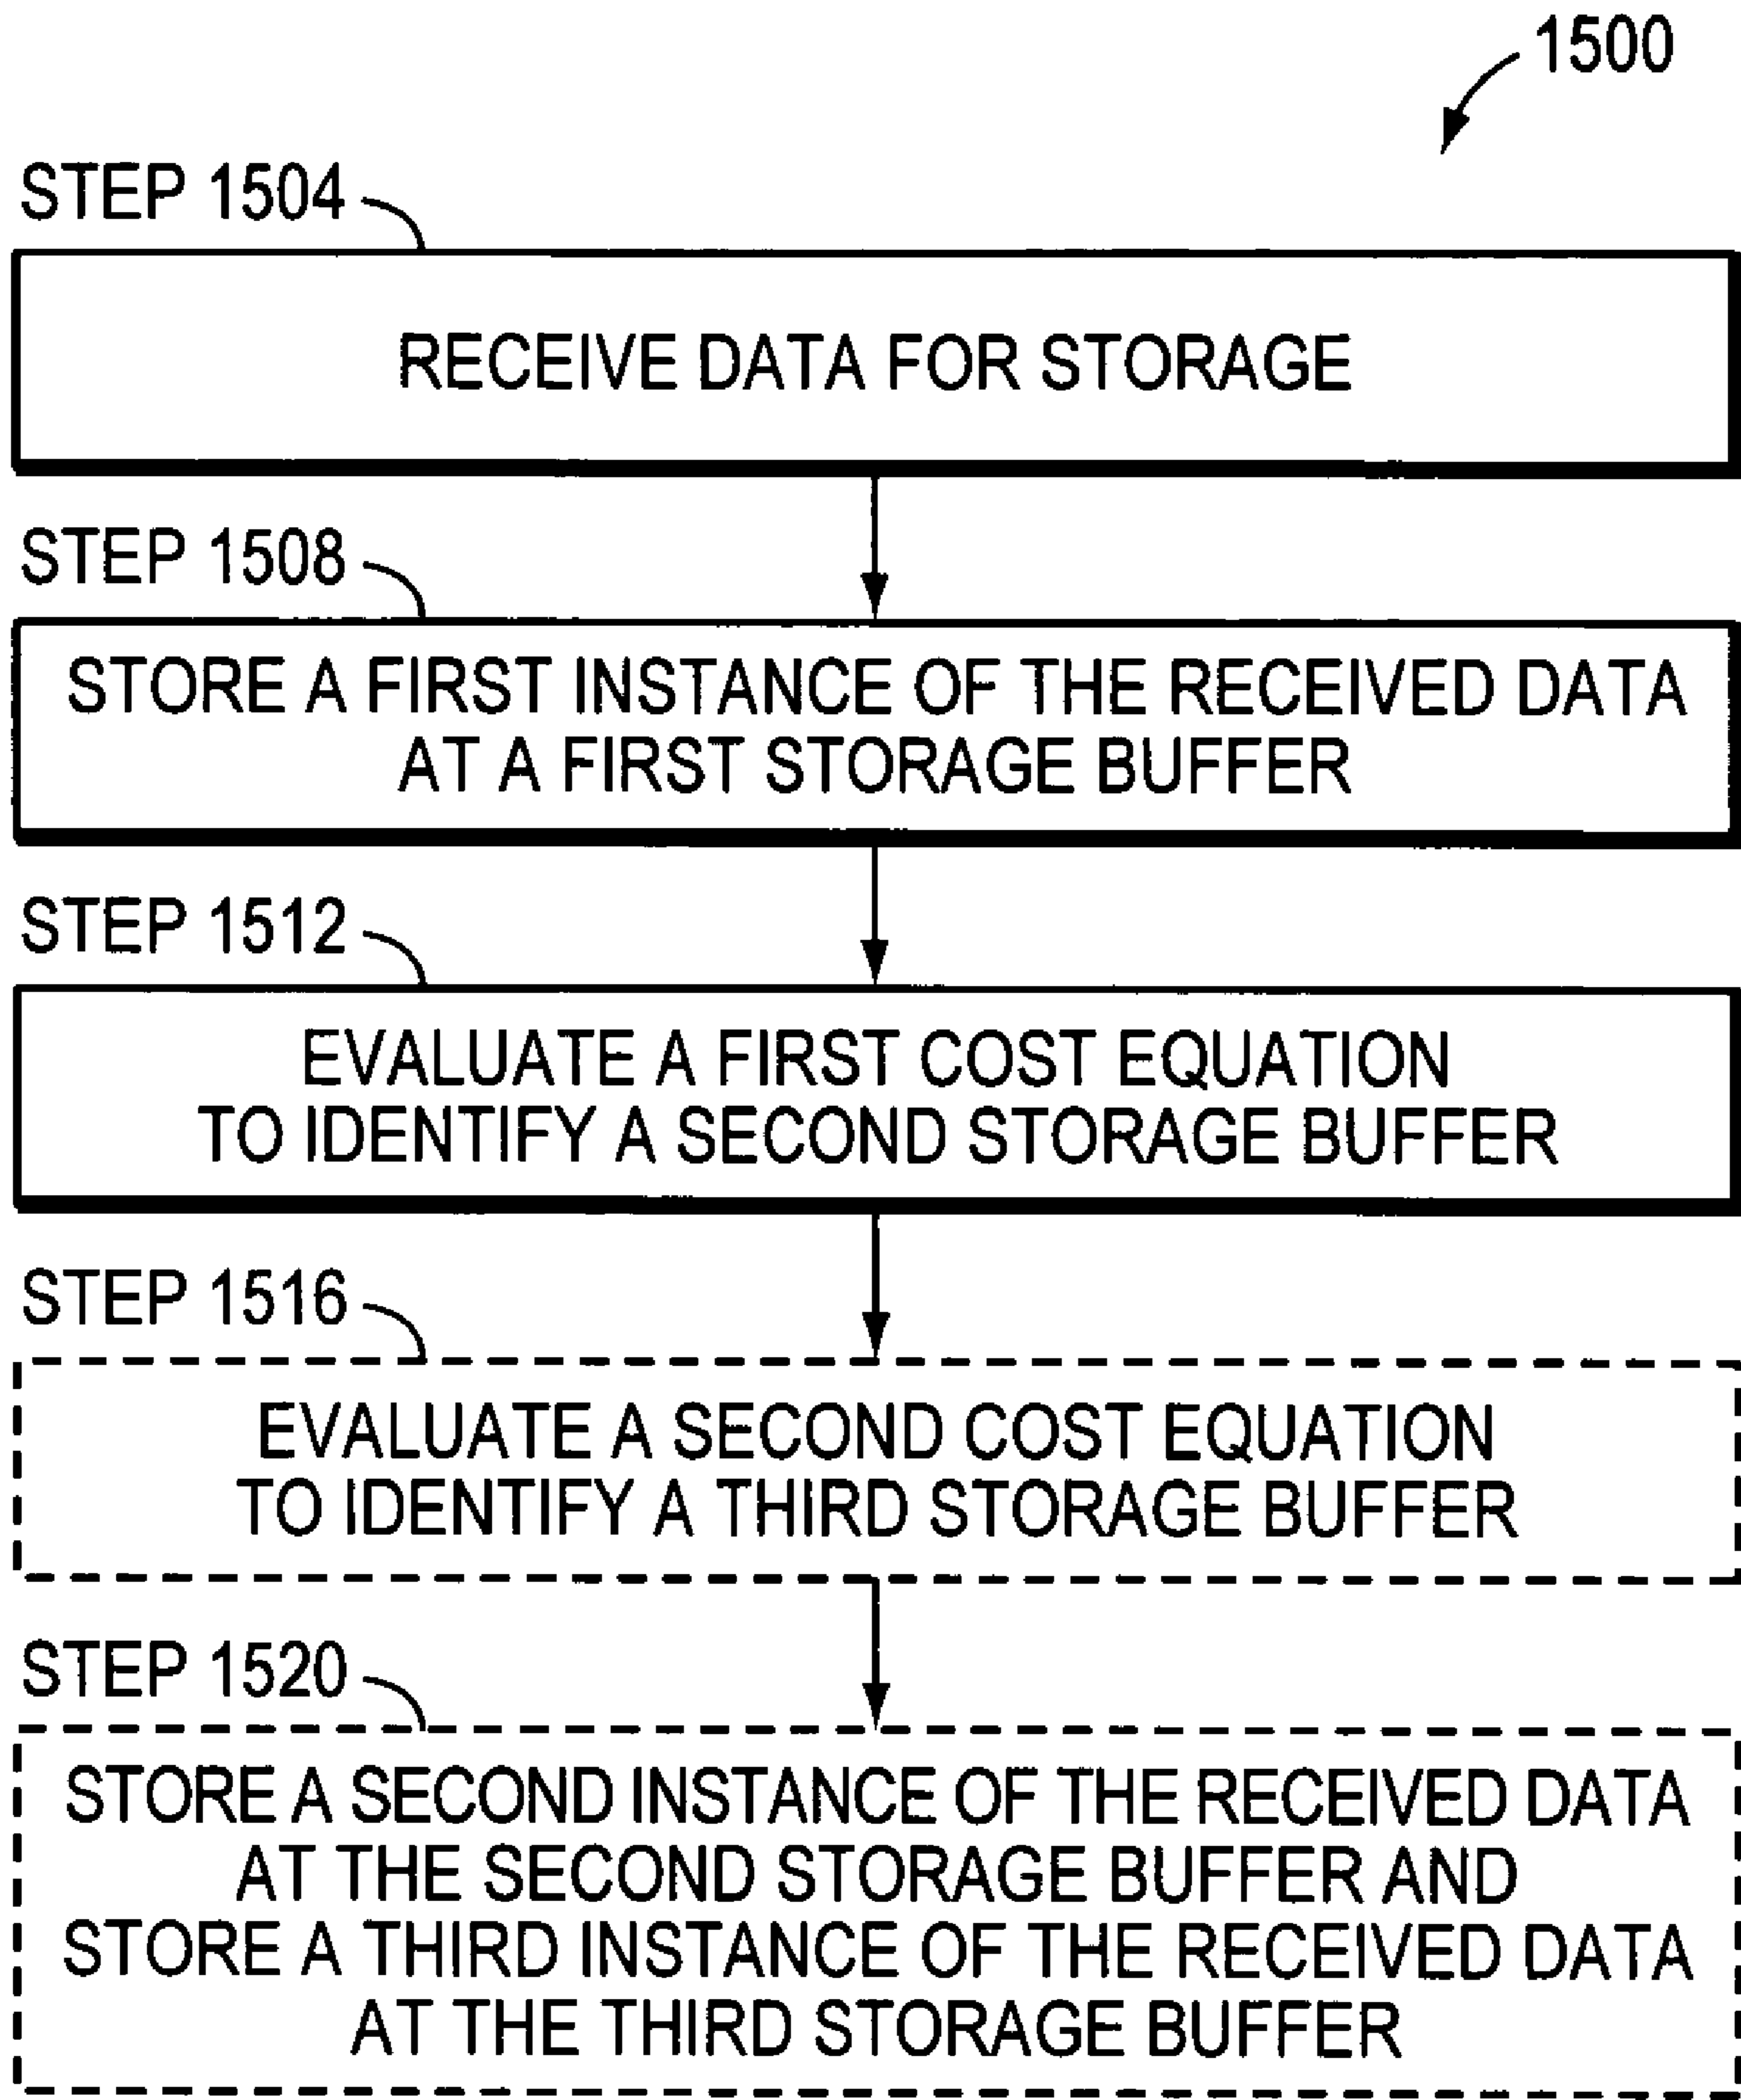 1500
STEP 1504
RECEIVE DATA FOR STORAGE
STEP 1508
STORE A FIRST INSTANCE OF THE RECEIVED DATA
AT A FIRST STORAGE BUFFER
STEP 1512
EVALUATE A FIRST COST EQUATION
TO IDENTIFY A SECOND STORAGE BUFFER
STEP 1516
EVALUATE A SECOND COST EQUATION
TO IDENTIFY A THIRD STORAGE BUFFER
STEP 1520
STORE A SECOND INSTANCE OF THE RECEIVED DATA
AT THE SECOND STORAGE BUFFER AND
STORE A THIRD INSTANCE OF THE RECEIVED DATA
AT THE THIRD STORAGE BUFFER